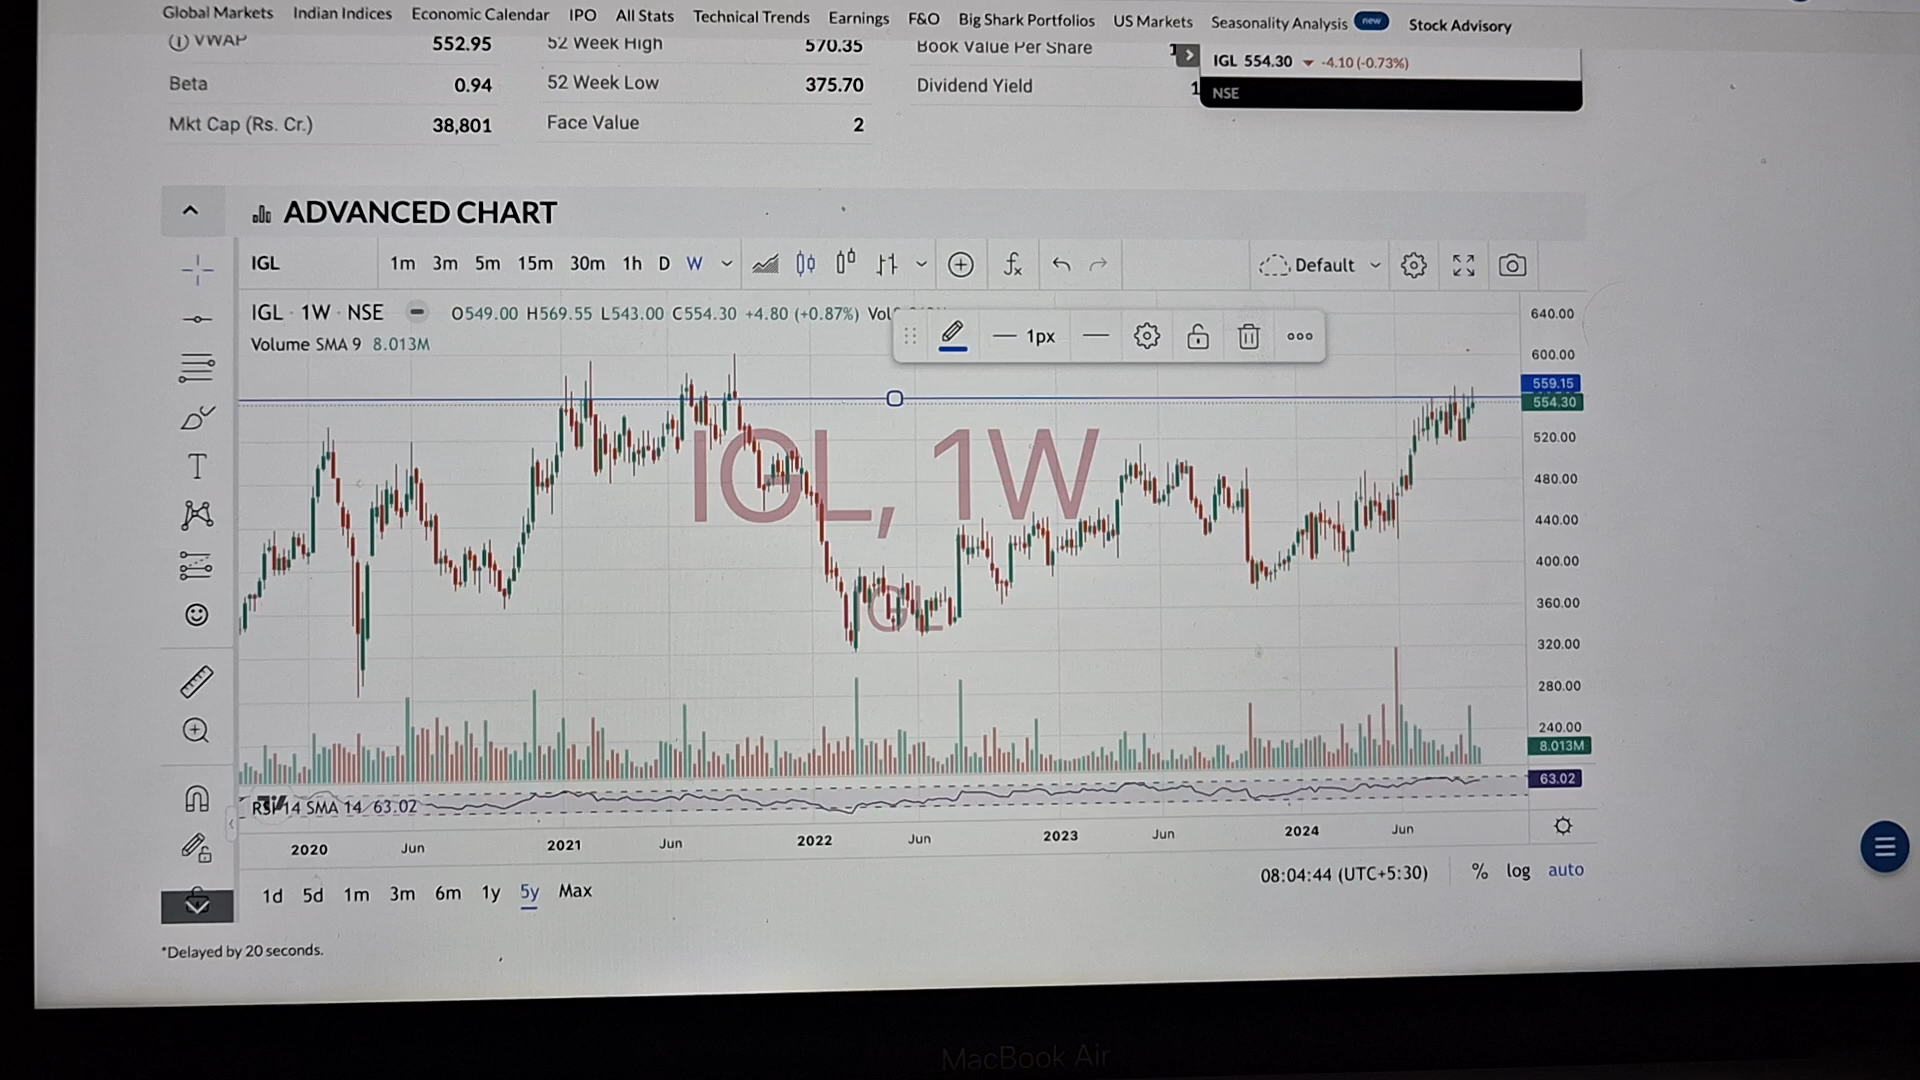 Global Markets Indian Indices Economic Calendar IPO All Stats Technical Trends Earnings F&O Big Shark Portfolios US Markets Seasonality Analysis new Stock Advisory
VWAP 552.95 52 Week High 570.35 Book Value Per Share
IGL 554.30 -4.10 (-0.73%)
Beta 0.94 52 Week Low 375.70 Dividend Yield
NSE
Mkt Cap (Rs. Cr.) 38,801 Face Value 2
ADVANCED CHART
IGL 1m 3m 5m 15m 30m 1h D W fx Default
IGL · 1W · NSE O549.00 H569.55 L543.00 C554.30 +4.80 (+0.87%) Vol
1px
Volume SMA 9 8.013M
IGL, 1W
IGL
640.00
600.00
559.15
554.30
520.00
480.00
440.00
400.00
360.00
320.00
280.00
240.00
8.013M
63.02
RSI 14 SMA 14 63.02
2020 Jun 2021 Jun 2022 Jun 2023 Jun 2024 Jun
08:04:44 (UTC+5:30) % log auto
1d 5d 1m 3m 6m 1y 5y Max
*Delayed by 20 seconds.
MacBook Air